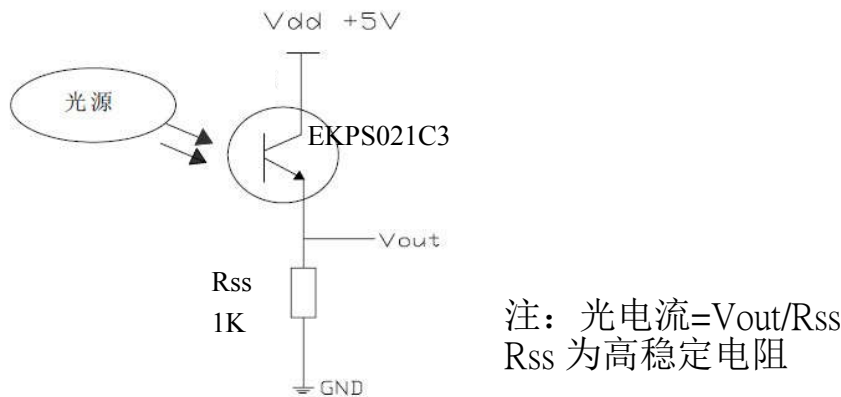 Vdd +5V
光源
EKPS021C3
Vout
Rss
1K
注：光电流=Vout/Rss
Rss 为高稳定电阻
GND